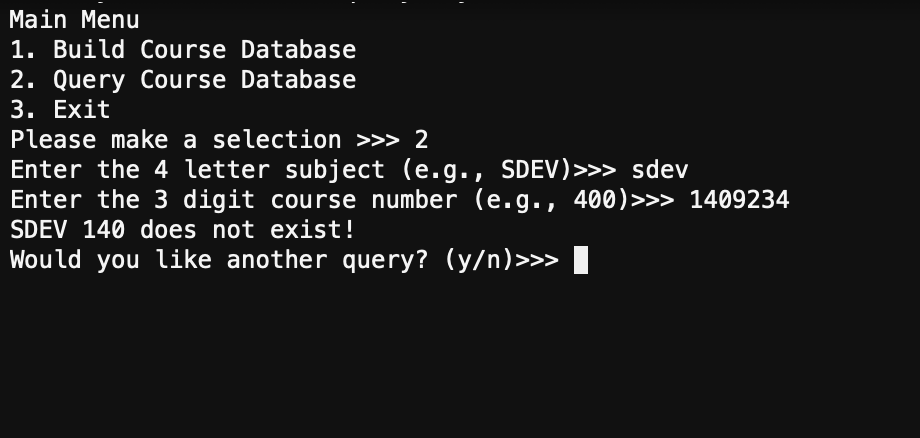 Main Menu
1. Build Course Database
2. Query Course Database
3. Exit
Please make a selection >>> 2
Enter the 4 letter subject (e.g., SDEV)>>> sdev
Enter the 3 digit course number (e.g., 400)>>> 1409234
SDEV 140 does not exist!
Would you like another query? (y/n)>>>